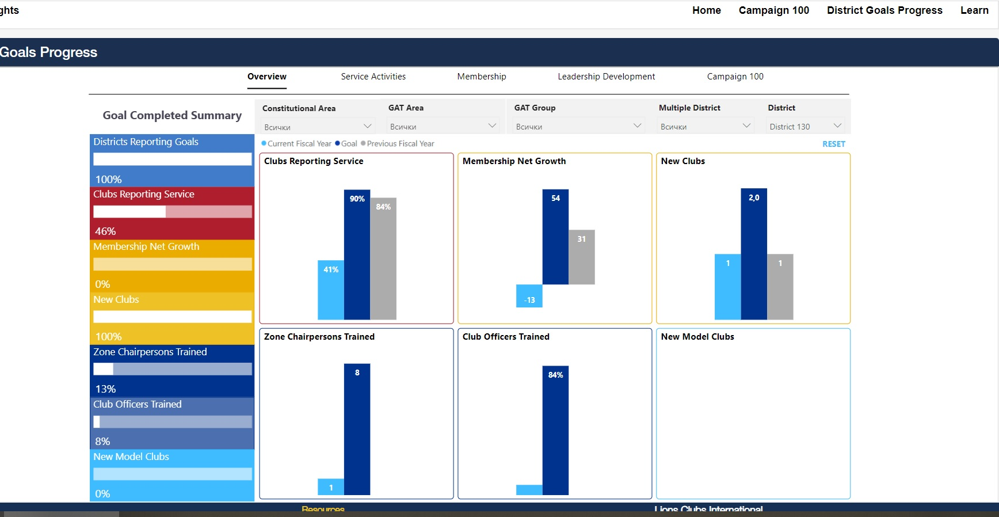 ghts
Home Campaign 100 District Goals Progress Learn
Goals Progress
Overview Service Activities Membership Leadership Development Campaign 100
Goal Completed Summary
Constitutional Area GAT Area GAT Group Multiple District District
Всички Всички Всички Всички District 130
Current Fiscal Year Goal Previous Fiscal Year
RESET
Districts Reporting Goals
100%
Clubs Reporting Service
46%
Membership Net Growth
0%
New Clubs
100%
Zone Chairpersons Trained
13%
Club Officers Trained
8%
New Model Clubs
0%
Clubs Reporting Service
41% 90% 84%
Membership Net Growth
-13 54 31
New Clubs
1 2,0 1
Zone Chairpersons Trained
1 8
Club Officers Trained
84%
New Model Clubs
Resources Lions Clubs International